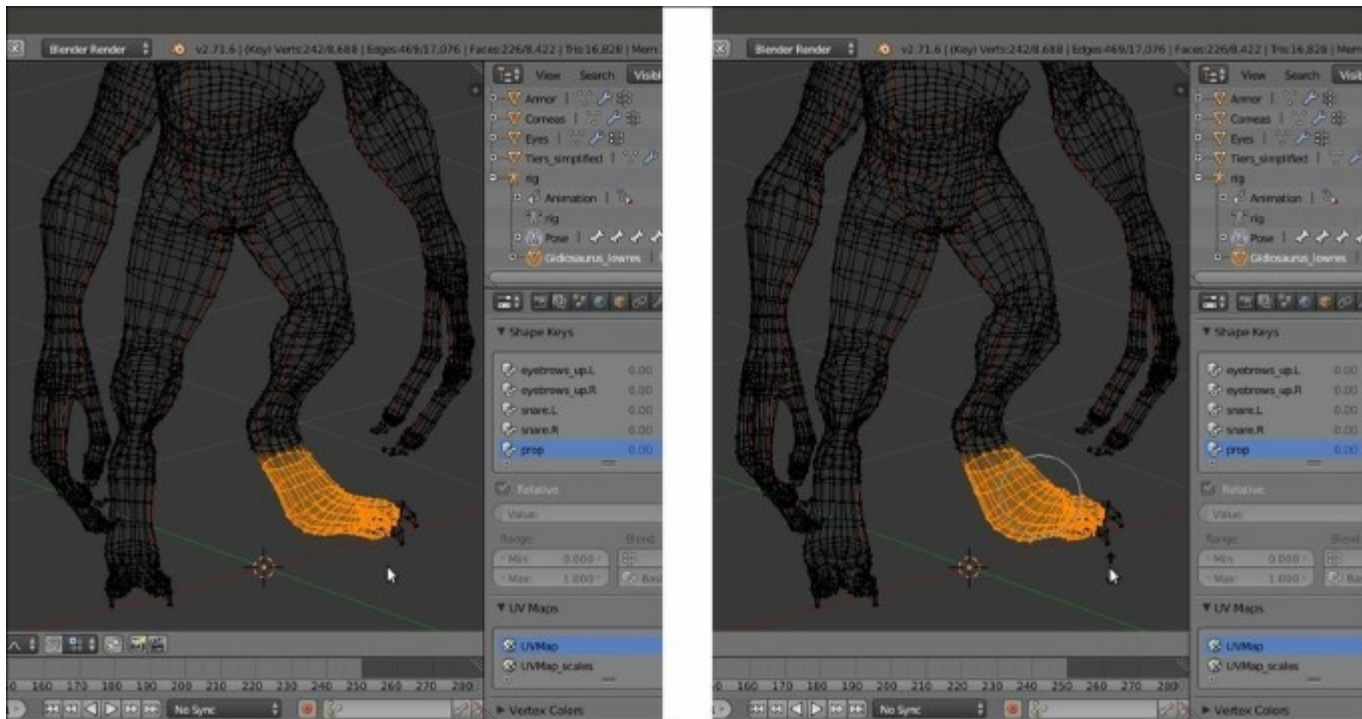 Blender Render
v2.71.6 | (Key) Verts:242/8,688 | Edges:469/17,076 | Faces:226/8,422 | Tris:16,828 | Mem:
View Search Visibl
Armor
Corneas
Eyes
Tiers_simplified
rig
Animation
rig
Pose
Gidiosaurus_lowres
Shape Keys
eyebrows_up.L 0.00
eyebrows_up.R 0.00
snare.L 0.00
snare.R 0.00
prop 0.00
Relative
Value:
Range: Blend
Min: 0.000
Max: 1.000 Bas
UV Maps
UVMap
UVMap_scales
160 170 180 190 200 210 220 230 240 250 260 270 280
No Sync
Vertex Colors
Blender Render
v2.71.6 | (Key) Verts:242/8,688 | Edges:469/17,076 | Faces:226/8,422 | Tris:16,828 | Mem
View Search Visibl
Armor
Corneas
Eyes
Tiers_simplified
rig
Animation
rig
Pose
Gidiosaurus_lowres
Shape Keys
eyebrows_up.L 0.00
eyebrows_up.R 0.00
snare.L 0.00
snare.R 0.00
prop 0.00
Relative
Value:
Range: Blend
Min: 0.000
Max: 1.000 Bas
UV Maps
UVMap
UVMap_scales
160 170 180 190 200 210 220 230 240 250 260 270 280
No Sync
Vertex Colors